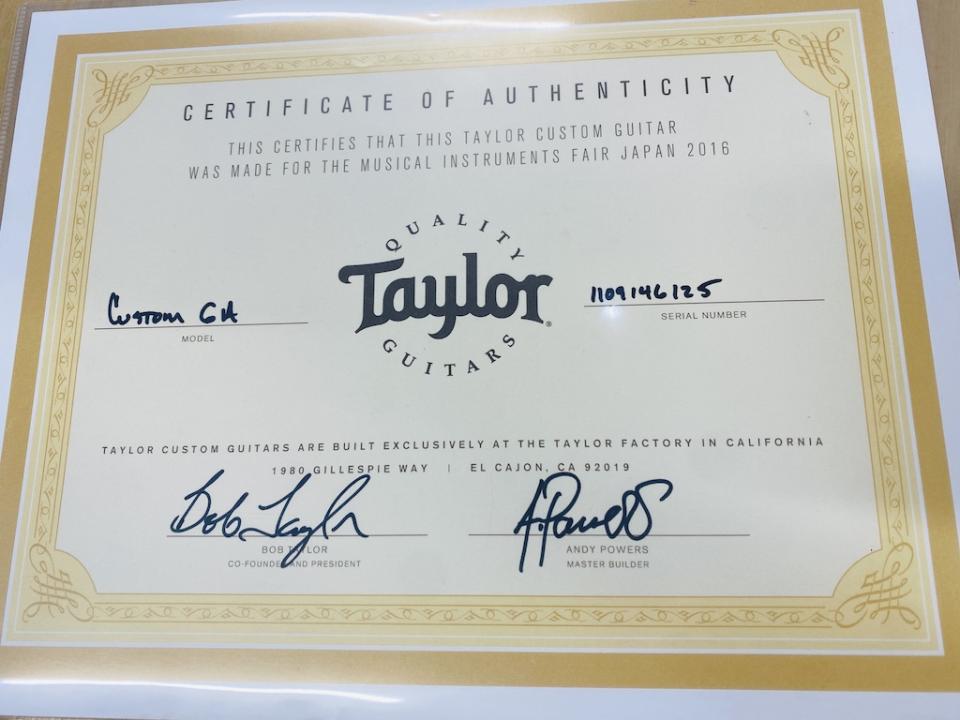 CERTIFICATE OF AUTHENTICITY
THIS CERTIFIES THAT THIS TAYLOR CUSTOM GUITAR
WAS MADE FOR THE MUSICAL INSTRUMENTS FAIR JAPAN 2016
QUALITY
Taylor
GUITARS
Custom GA
MODEL
1109146125
SERIAL NUMBER
TAYLOR CUSTOM GUITARS ARE BUILT EXCLUSIVELY AT THE TAYLOR FACTORY IN CALIFORNIA
1980 GILLESPIE WAY | EL CAJON, CA 92019
Bob Taylor
BOB TAYLOR
CO-FOUNDER AND PRESIDENT
A. Powers
ANDY POWERS
MASTER BUILDER